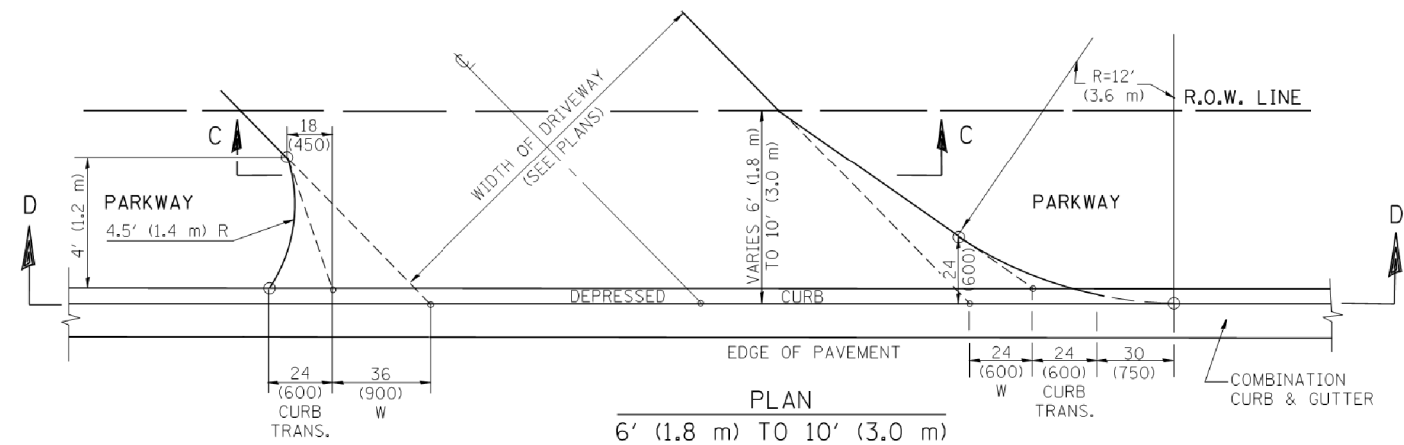 R=12'
(3.6 m)
R.O.W. LINE
WIDTH OF DRIVEWAY
(SEE PLANS)
C
18
(450)
C
4' (1.2 m)
PARKWAY
4.5' (1.4 m) R
D
VARIES 6' (1.8 m)
TO 10' (3.0 m)
PARKWAY
D
24
(600)
DEPRESSED CURB
EDGE OF PAVEMENT
24
(600)
CURB
TRANS.
36
(900)
W
24
(600)
W
24
(600)
CURB
TRANS.
30
(750)
COMBINATION
CURB & GUTTER
PLAN
6' (1.8 m) TO 10' (3.0 m)